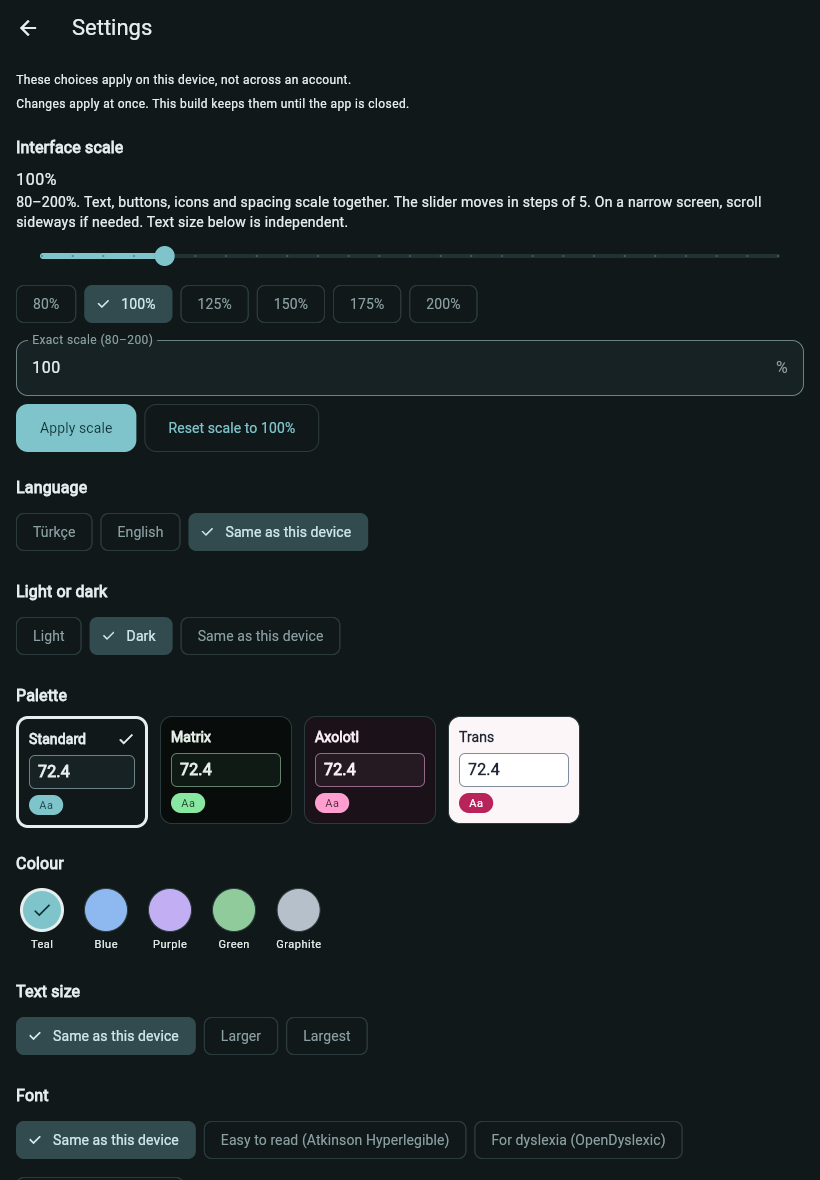 Settings
These choices apply on this device, not across an account.
Changes apply at once. This build keeps them until the app is closed.
Interface scale
100%
80–200%. Text, buttons, icons and spacing scale together. The slider moves in steps of 5. On a narrow screen, scroll
sideways if needed. Text size below is independent.
80% 100% 125% 150% 175% 200%
Exact scale (80–200)
100 %
Apply scale Reset scale to 100%
Language
Türkçe English Same as this device
Light or dark
Light Dark Same as this device
Palette
Standard Matrix Axolotl Trans
72.4 72.4 72.4 72.4
Aa Aa Aa Aa
Colour
Teal Blue Purple Green Graphite
Text size
Same as this device Larger Largest
Font
Same as this device Easy to read (Atkinson Hyperlegible) For dyslexia (OpenDyslexic)